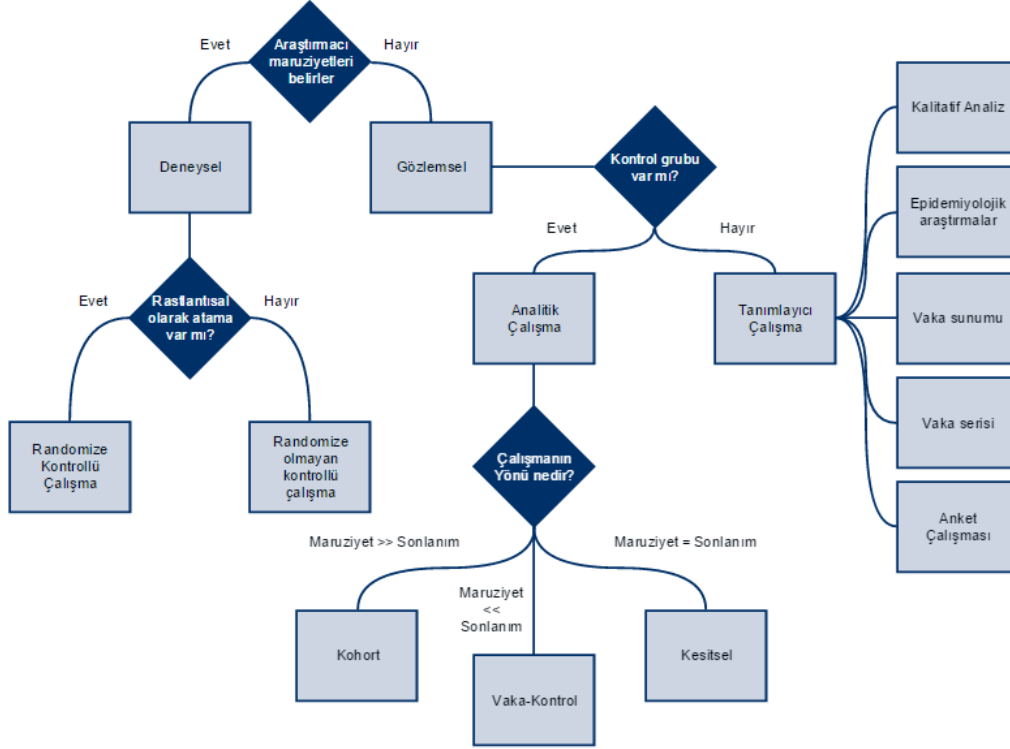 Evet
Araştırmacı
maruziyetleri
belirler
Hayır
Deneysel
Gözlemsel
Kontrol grubu
var mı?
Kalitatif Analiz
Epidemiyolojik
araştırmalar
Vaka sunumu
Vaka serisi
Anket
Çalışması
Evet
Hayır
Analitik
Çalışma
Tanımlayıcı
Çalışma
Evet
Rastlantısal
olarak atama
var mı?
Hayır
Randomize
Kontrollü
Çalışma
Randomize
olmayan
kontrollü
çalışma
Çalışmanın
Yönü nedir?
Maruziyet >> Sonlanım
Maruziyet
<<
Sonlanım
Maruziyet = Sonlanım
Kohort
Vaka-Kontrol
Kesitsel